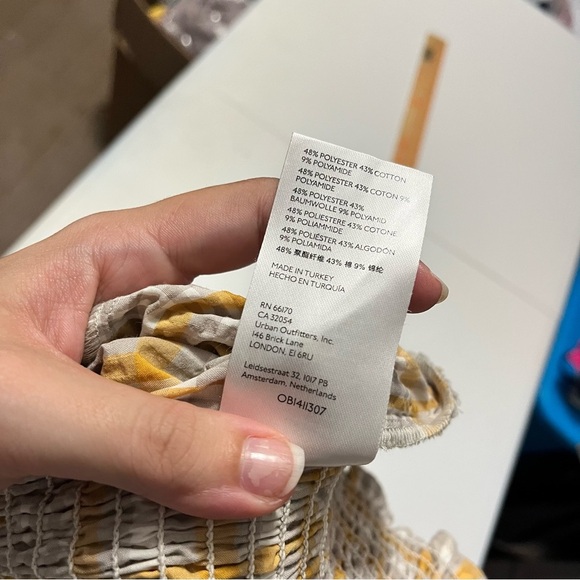 48% POLYESTER 43% COTTON
9% POLYAMIDE
48% POLYESTER 43% COTON 9%
POLYAMIDE
48% POLYESTER 43%
BAUMWOLLE 9% POLYAMID
48% POLIESTERE 43% COTONE
9% POLIAMMIDE
48% POLIÉSTER 43% ALGODÓN
9% POLIAMIDA
48% 聚酯纤维 43% 棉 9% 锦纶
MADE IN TURKEY
HECHO EN TURQUÍA
RN 66170
CA 32054
Urban Outfitters, Inc.
146 Brick Lane
LONDON, E1 6RU
Leidsestraat 32, 1017 PB
Amsterdam, Netherlands
OB1411307